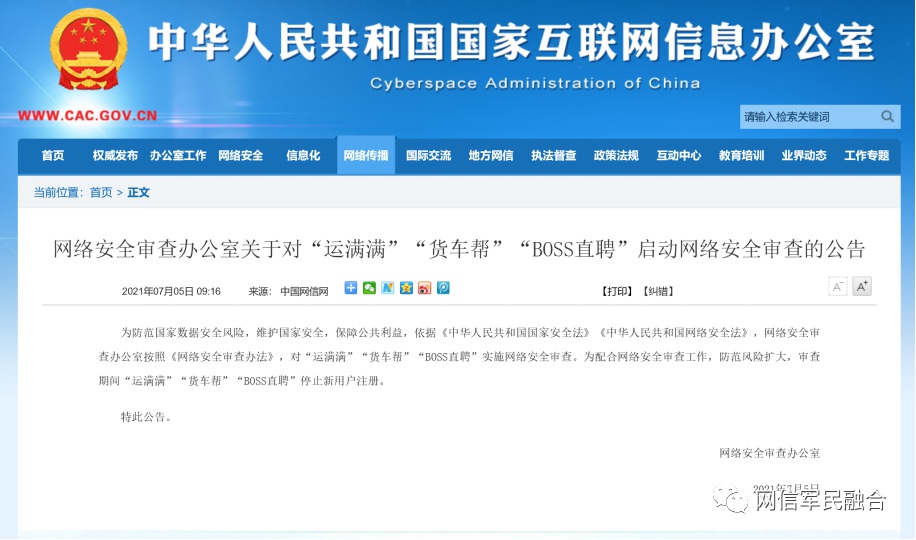 中华人民共和国国家互联网信息办公室
Cyberspace Administration of China
WWW.CAC.GOV.CN
请输入检索关键词
首页 权威发布 办公室工作 网络安全 信息化 网络传播 国际交流 地方网信 执法督查 政策法规 互动中心 教育培训 业界动态 工作专题
当前位置：首页 > 正文
网络安全审查办公室关于对“运满满”“货车帮”“BOSS直聘”启动网络安全审查的公告
2021年07月05日 09:16 来源： 中国网信网 【打印】【纠错】 A- A+
为防范国家数据安全风险，维护国家安全，保障公共利益，依据《中华人民共和国国家安全法》《中华人民共和国网络安全法》，网络安全审
查办公室按照《网络安全审查办法》，对“运满满”“货车帮”“BOSS直聘”实施网络安全审查。为配合网络安全审查工作，防范风险扩大，审查
期间“运满满”“货车帮”“BOSS直聘”停止新用户注册。
特此公告。
网络安全审查办公室
2021年7月5日
网信军民融合